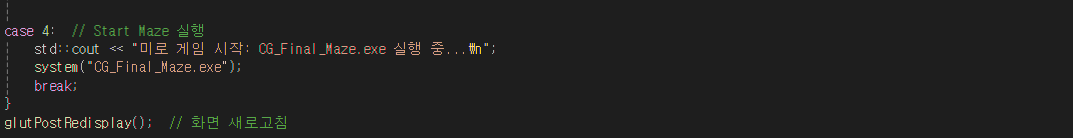 case 4:  // Start Maze 실행
    std::cout << "미로 게임 시작: CG_Final_Maze.exe 실행 중...₩n";
    system("CG_Final_Maze.exe");
    break;
}
glutPostRedisplay();  // 화면 새로고침